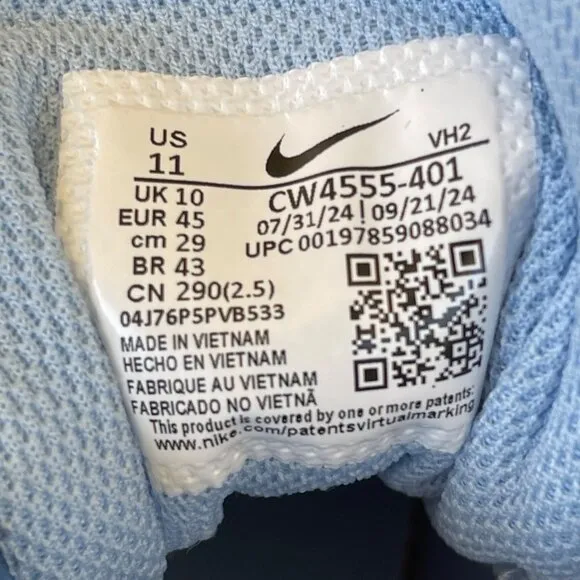 US
11
VH2
UK 10
EUR 45
cm 29
BR 43
CN 290(2.5)
CW4555-401
07/31/24 | 09/21/24
UPC 00197859088034
04J76P5PVB533
MADE IN VIETNAM
HECHO EN VIETNAM
FABRIQUE AU VIETNAM
FABRICADO NO VIETNÃ
This product is covered by one or more patents:
www.nike.com/patentsvirtualmarking